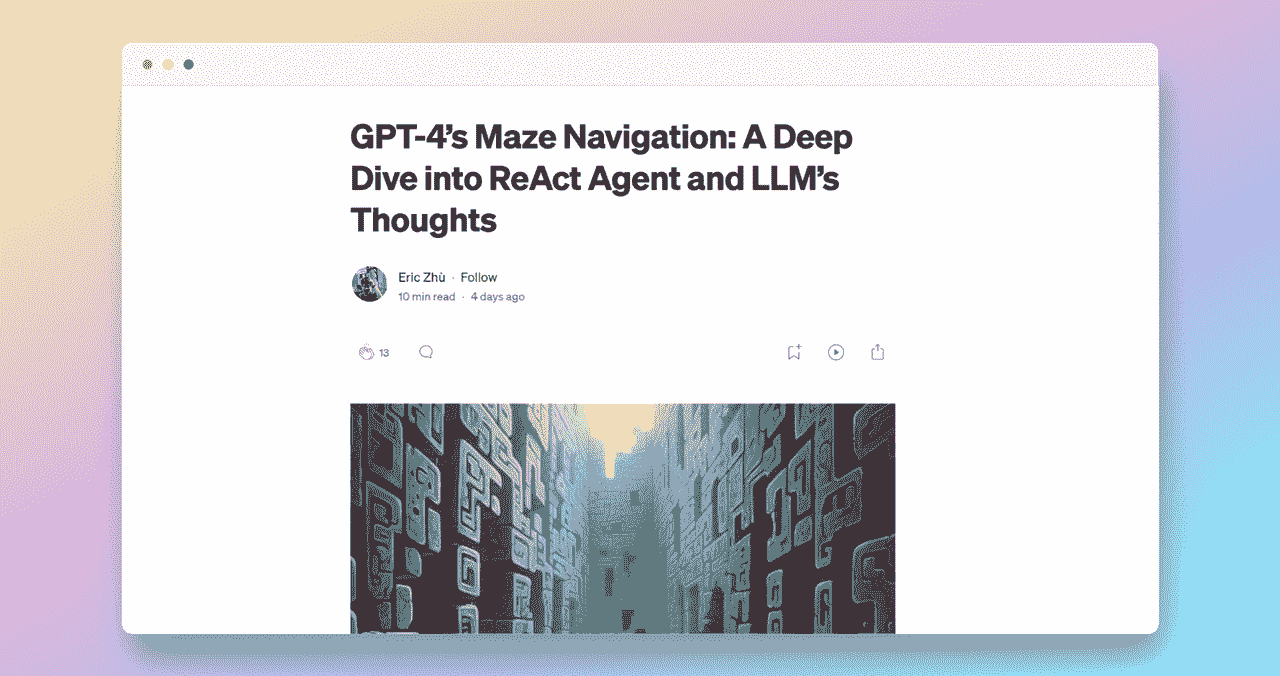 GPT-4’s Maze Navigation: A Deep
Dive into ReAct Agent and LLM’s
Thoughts
Eric Zhù · Follow
10 min read · 4 days ago
13